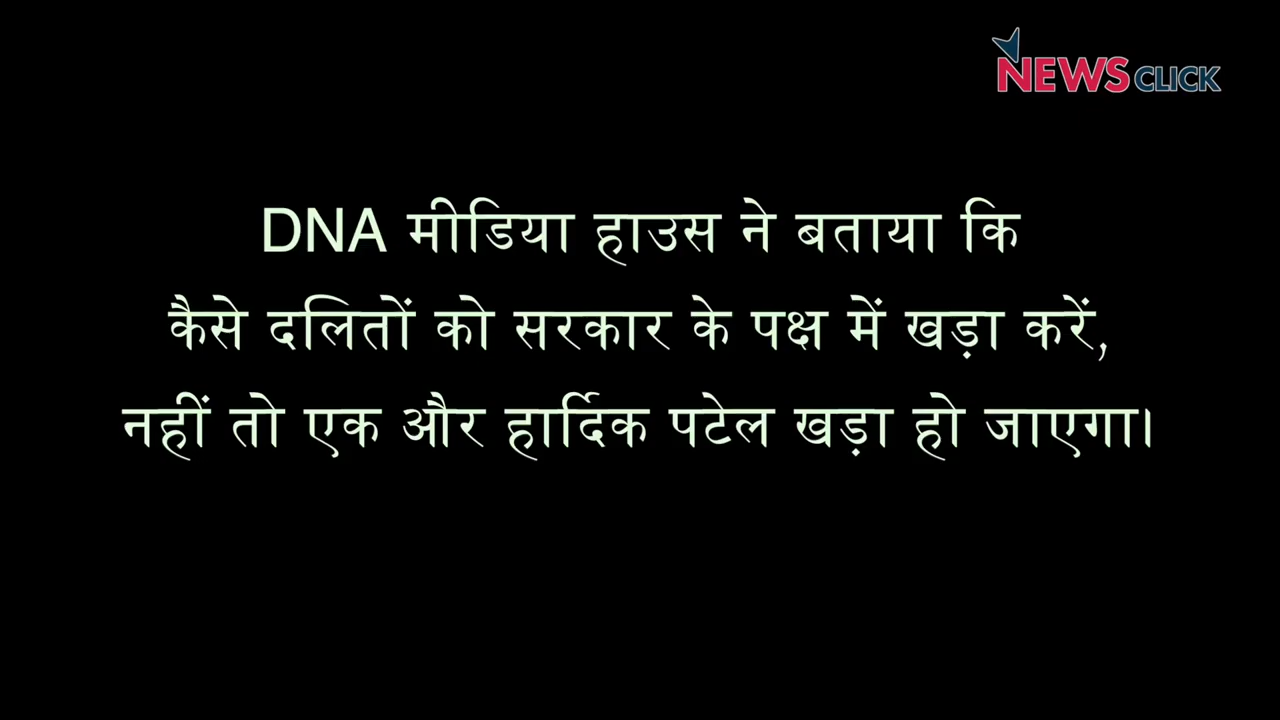 NEWSCLICK
DNA मीडिया हाउस ने बताया कि
कैसे दलितों को सरकार के पक्ष में खड़ा करें,
नहीं तो एक और हार्दिक पटेल खड़ा हो जाएगा।